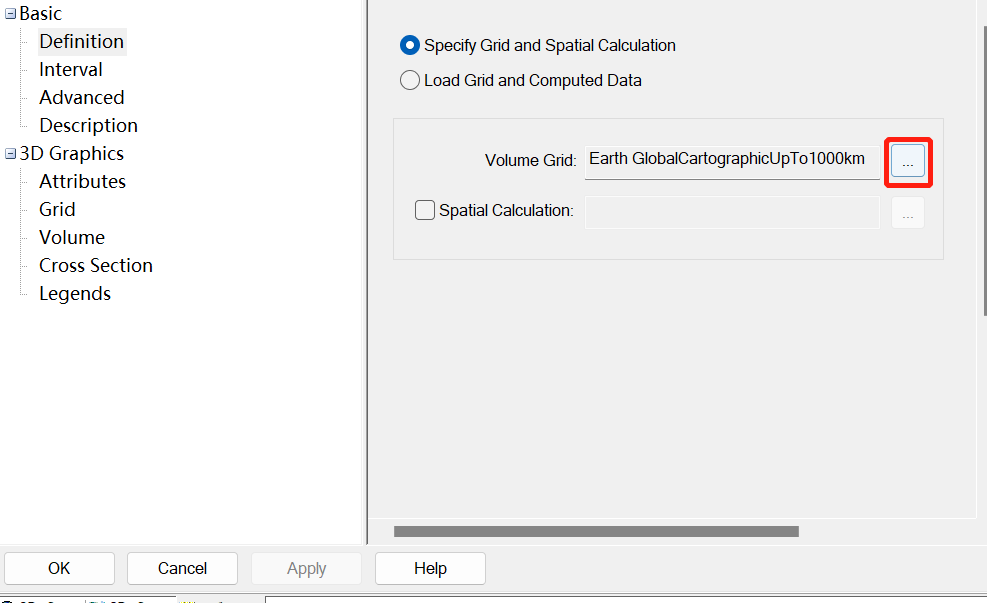 Basic
Definition
Interval
Advanced
Description
3D Graphics
Attributes
Grid
Volume
Cross Section
Legends
Specify Grid and Spatial Calculation
Load Grid and Computed Data
Volume Grid: Earth GlobalCartographicUpTo1000km ...
Spatial Calculation: ...
OK Cancel Apply Help